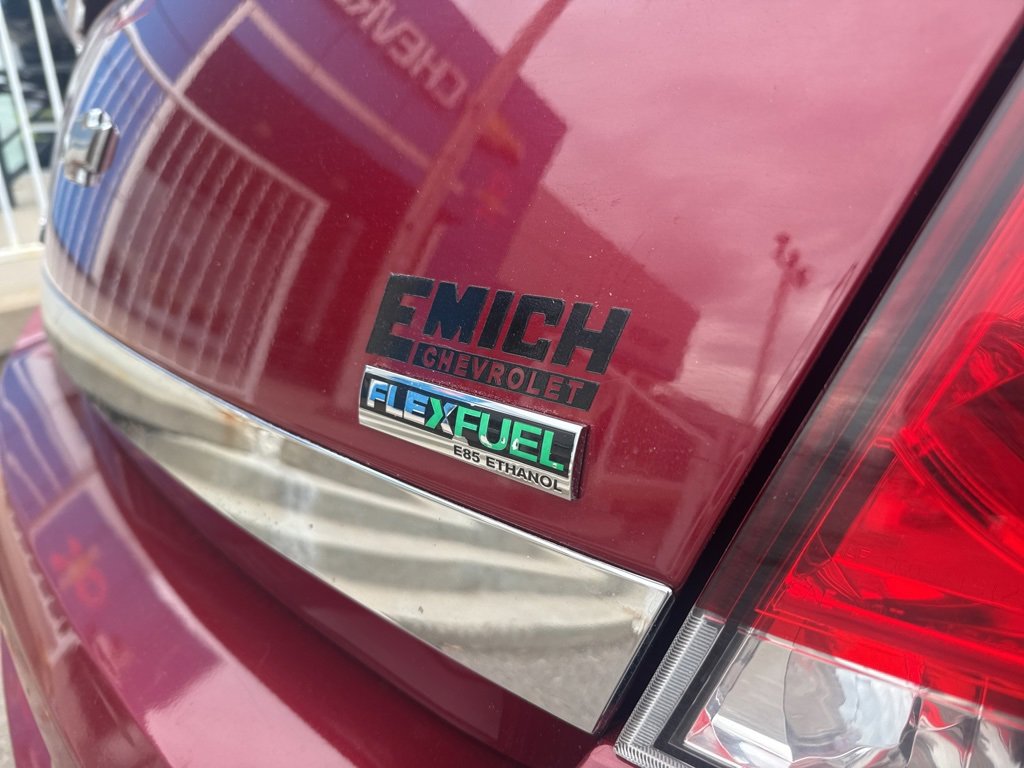 EMICH
CHEVROLET
FLEXFUEL
E85 ETHANOL